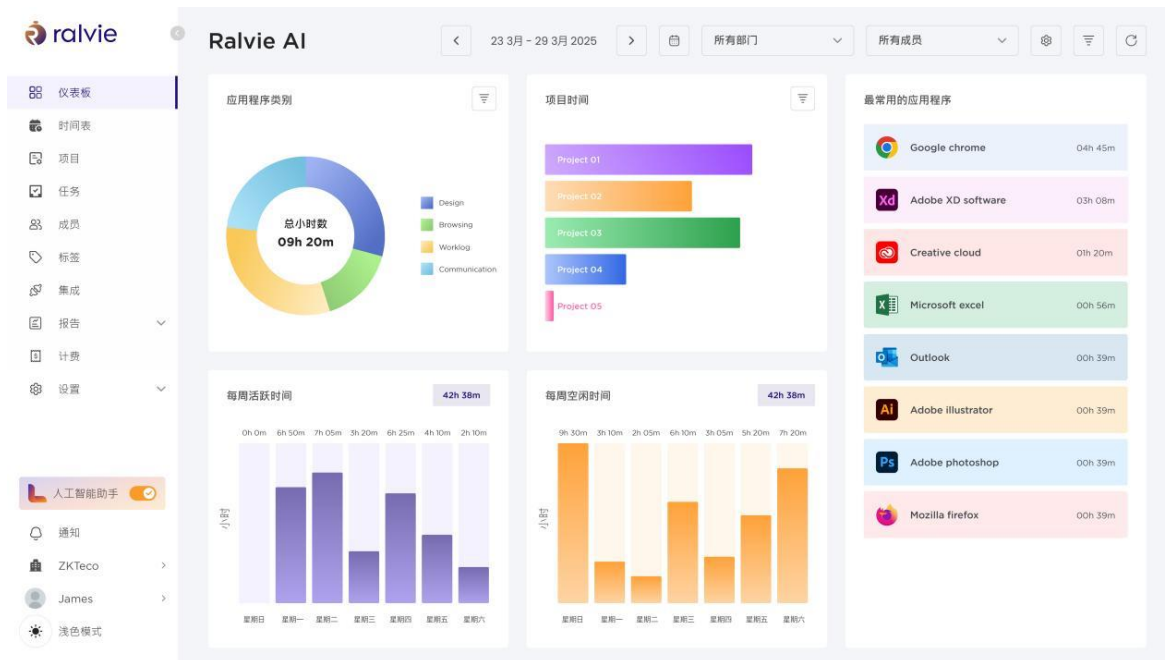 ralvie
仪表板
时间表
项目
任务
成员
标签
集成
报告
计费
设置
人工智能助手
通知
ZKTeco
James
浅色模式
Ralvie AI
23 3月 - 29 3月 2025
所有部门
所有成员
应用程序类别
总小时数
09h 20m
Design
Browsing
Worklog
Communication
项目时间
Project 01
Project 02
Project 03
Project 04
Project 05
最常用的应用程序
Google chrome 04h 45m
Adobe XD software 03h 08m
Creative cloud 01h 20m
Microsoft excel 00h 56m
Outlook 00h 39m
Adobe illustrator 00h 39m
Adobe photoshop 00h 39m
Mozilla firefox 00h 39m
每周活跃时间 42h 38m
0h 0m 6h 50m 7h 05m 3h 20m 6h 25m 4h 10m 2h 10m
小时
星期日 星期一 星期二 星期三 星期四 星期五 星期六
每周空闲时间 42h 38m
9h 30m 3h 10m 2h 05m 6h 10m 3h 05m 5h 20m 7h 20m
小时
星期日 星期一 星期二 星期三 星期四 星期五 星期六